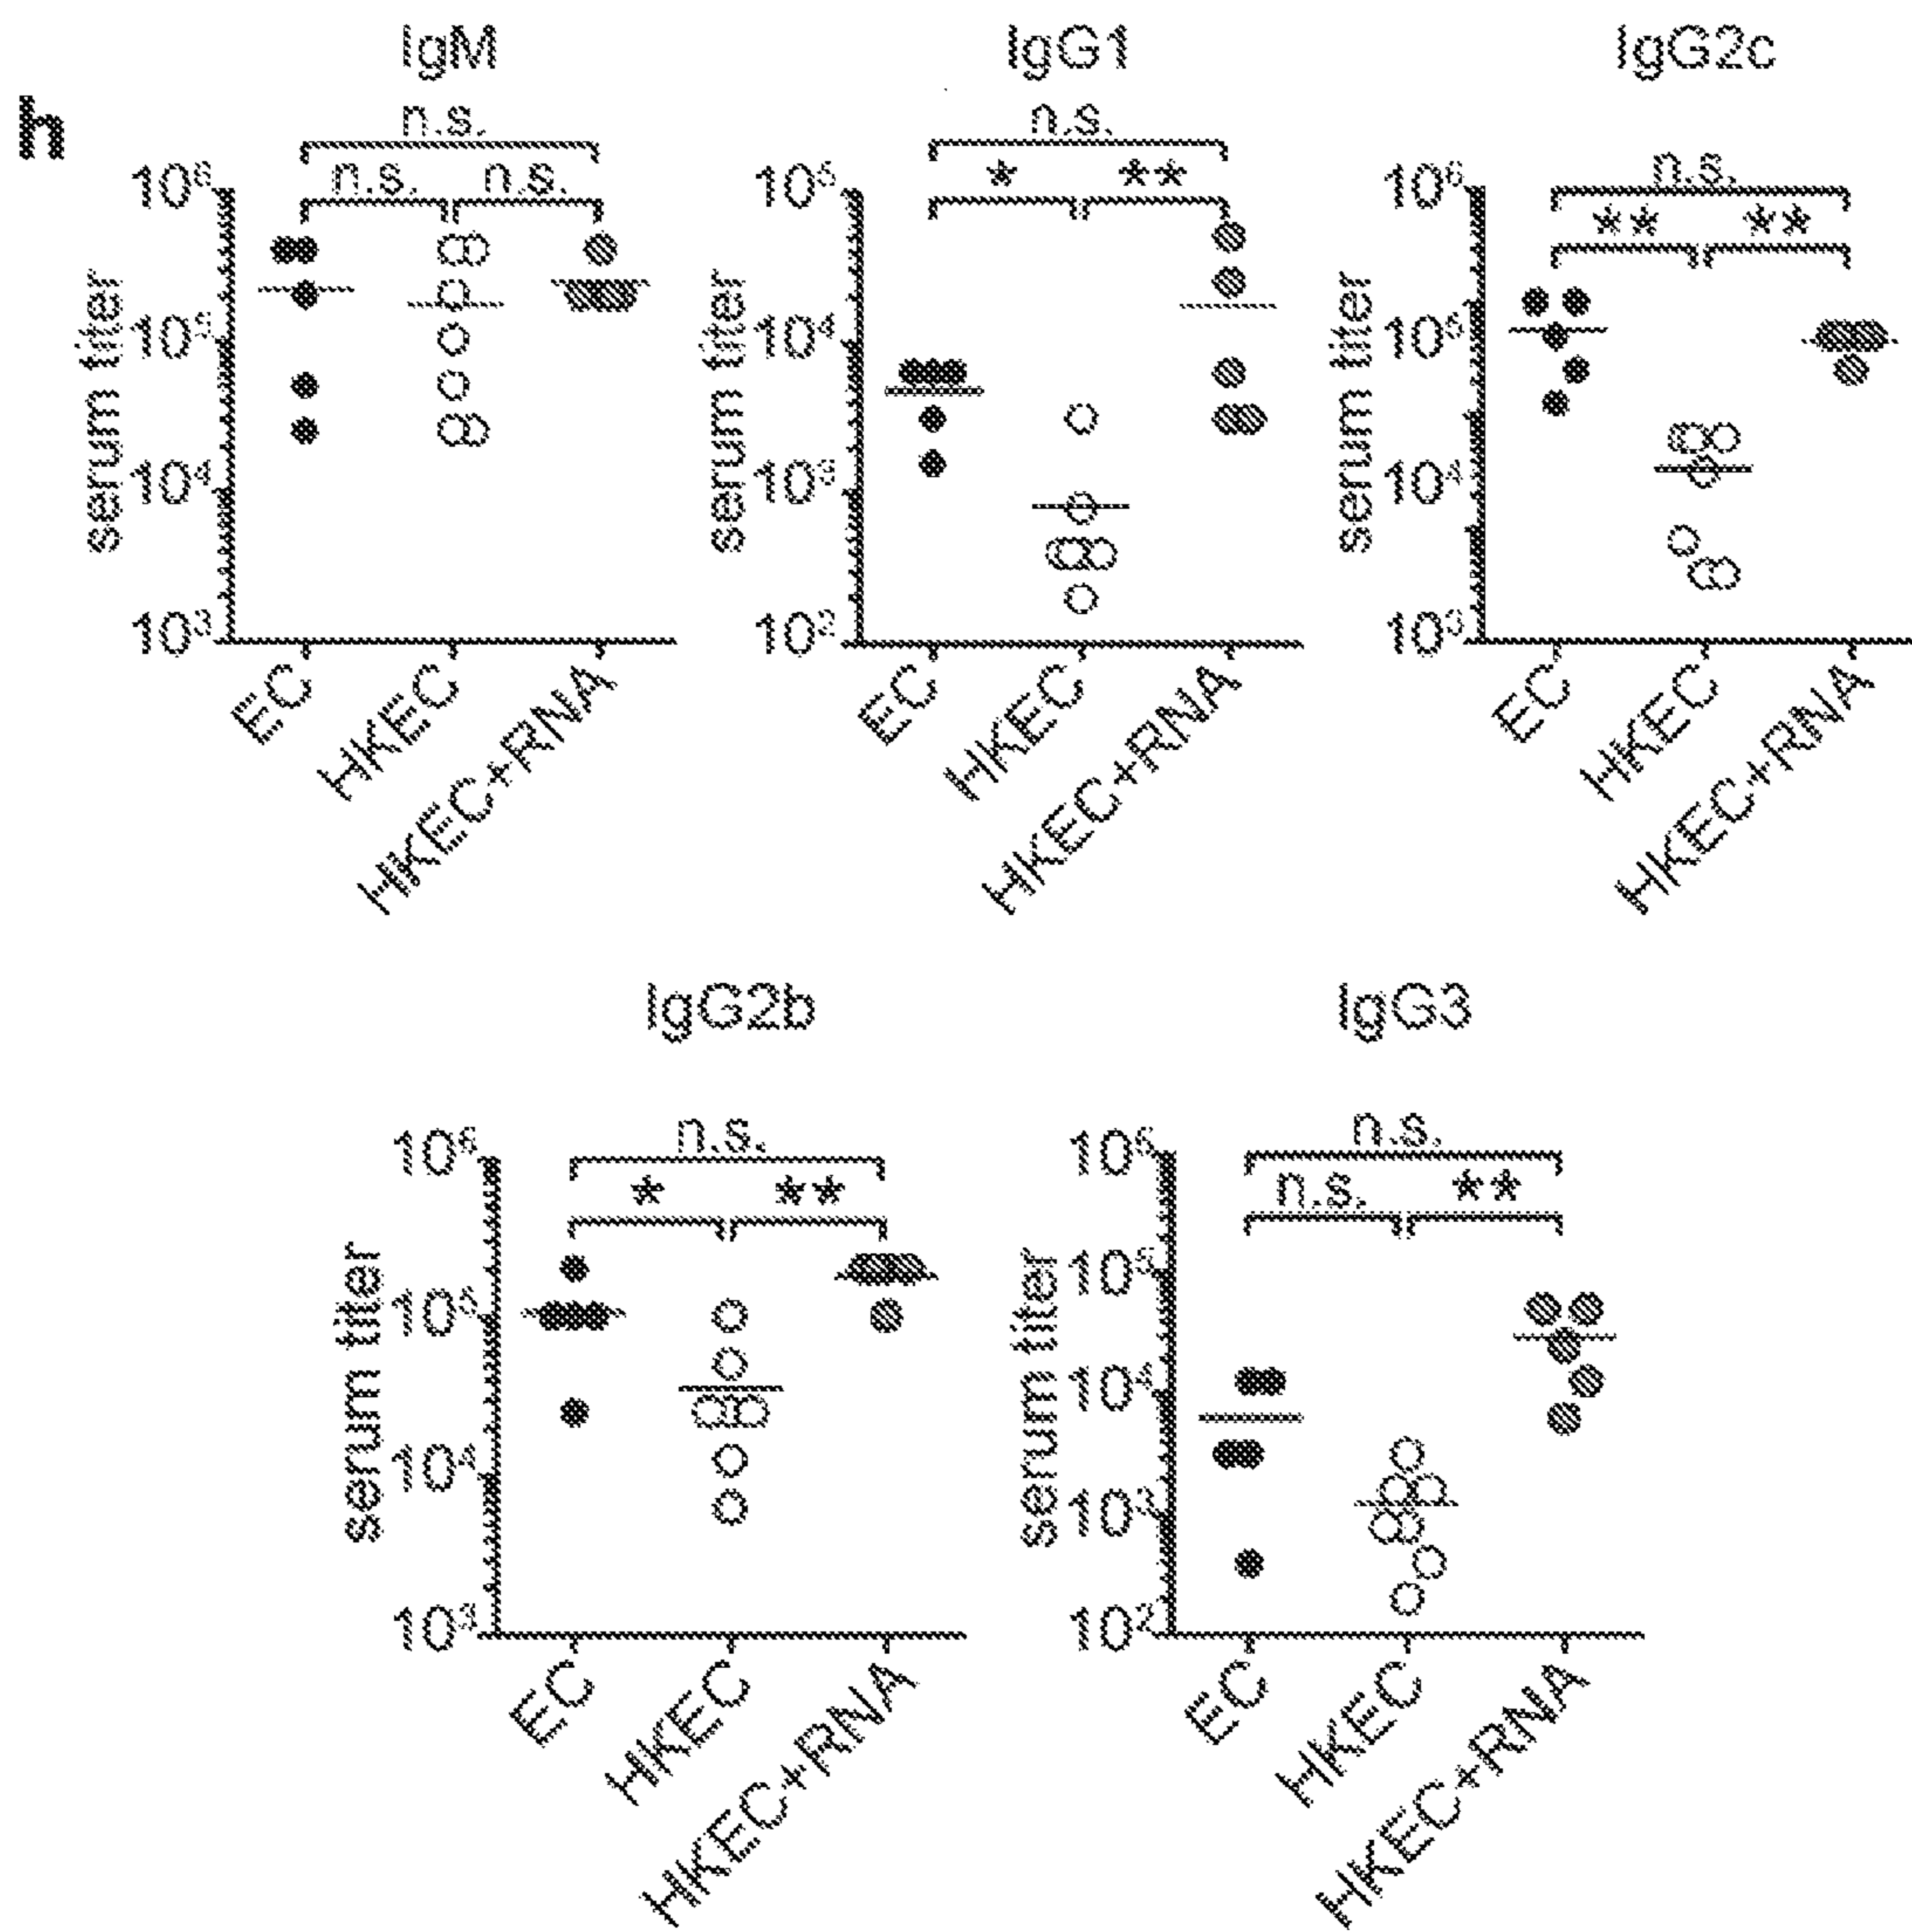 h
IgM
n.s.
n.s. n.s.
10⁶
10⁵
10⁴
10³
serum titer
EC
HKEC
HKEC+RNA
IgG1
n.s.
* **
10⁵
10⁴
10³
10²
serum titer
EC
HKEC
HKEC+RNA
IgG2c
n.s.
** **
10⁶
10⁵
10⁴
10³
serum titer
EC
HKEC
HKEC+RNA
IgG2b
n.s.
* **
10⁶
10⁵
10⁴
10³
serum titer
EC
HKEC
HKEC+RNA
IgG3
n.s.
n.s. **
10⁶
10⁵
10⁴
10³
10²
serum titer
EC
HKEC
HKEC+RNA